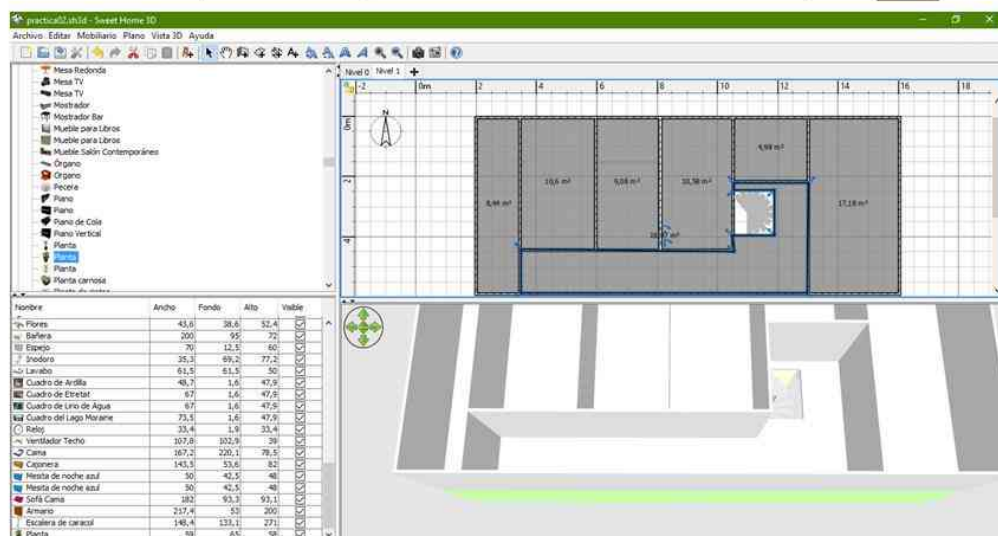 practica02.sh3d - Sweet Home 3D
Archivo Editar Mobiliario Plano Vista 3D Ayuda
Mesa Redonda
Mesa TV
Mesa TV
Mostrador
Mostrador Bar
Mueble para Libros
Mueble para Libros
Mueble Salón Contemporáneo
Órgano
Órgano
Pecera
Piano
Piano
Piano de Cola
Piano Vertical
Planta
Planta
Planta
Planta carnosa
Nivel 0 Nivel 1
-2 0m 2 4 6 8 10 12 14 16 18
0m
2
4
N
4,98 m²
10,6 m²
9,08 m²
10,38 m²
8,44 m²
17,18 m²
Nombre Ancho Fondo Alto Visible
Flores 43,6 38,6 52,4
Bañera 200 95 72
Espejo 70 12,5 60
Inodoro 35,3 69,2 77,2
Lavabo 61,5 61,5 50
Cuadro de Ardilla 48,7 1,6 47,9
Cuadro de Etretat 67 1,6 47,9
Cuadro de Lirio de Agua 67 1,6 47,9
Cuadro del Lago Moraine 73,5 1,6 47,9
Reloj 33,4 1,9 33,4
Ventilador Techo 107,8 102,9 39
Cama 167,2 220,1 78,5
Cajonera 143,5 53,6 82
Mesita de noche azul 50 42,5 48
Mesita de noche azul 50 42,5 48
Sofá Cama 182 93,3 93,1
Armario 217,4 53 200
Escalera de caracol 148,4 133,1 271
Planta 59 65 58